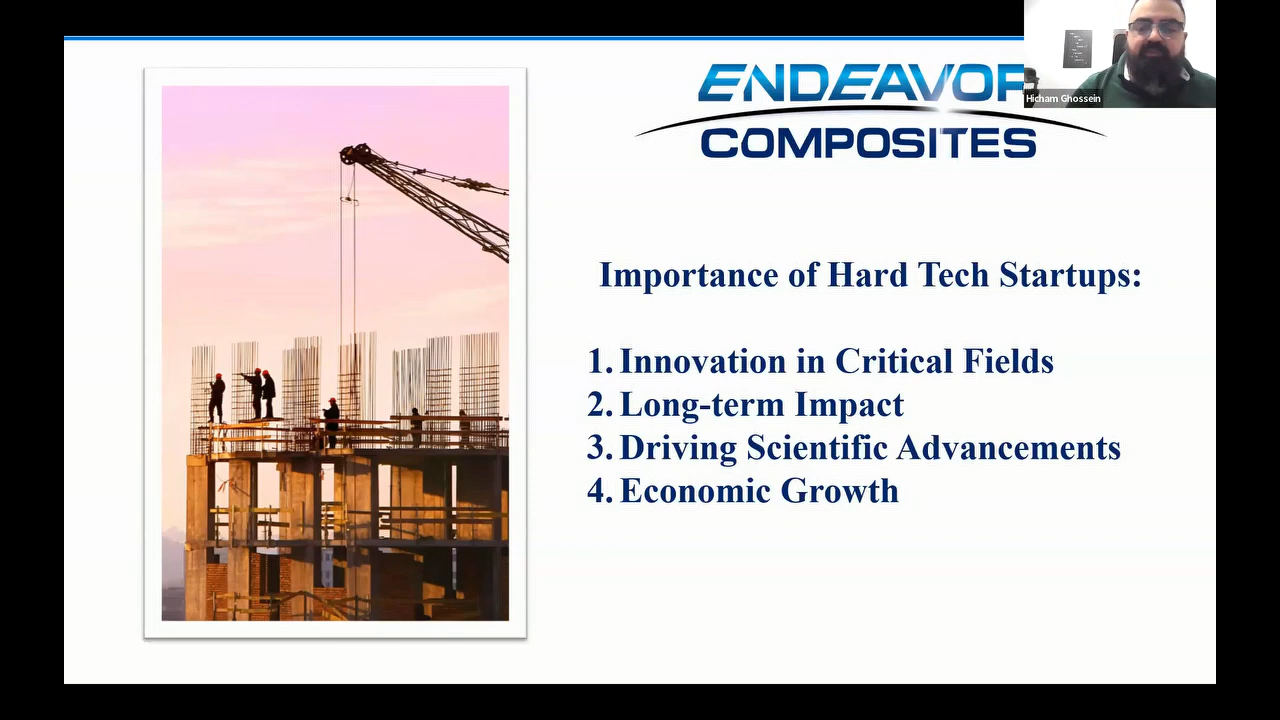 ENDEAVOR
COMPOSITES
Hicham Ghossein
Importance of Hard Tech Startups:
1. Innovation in Critical Fields
2. Long-term Impact
3. Driving Scientific Advancements
4. Economic Growth